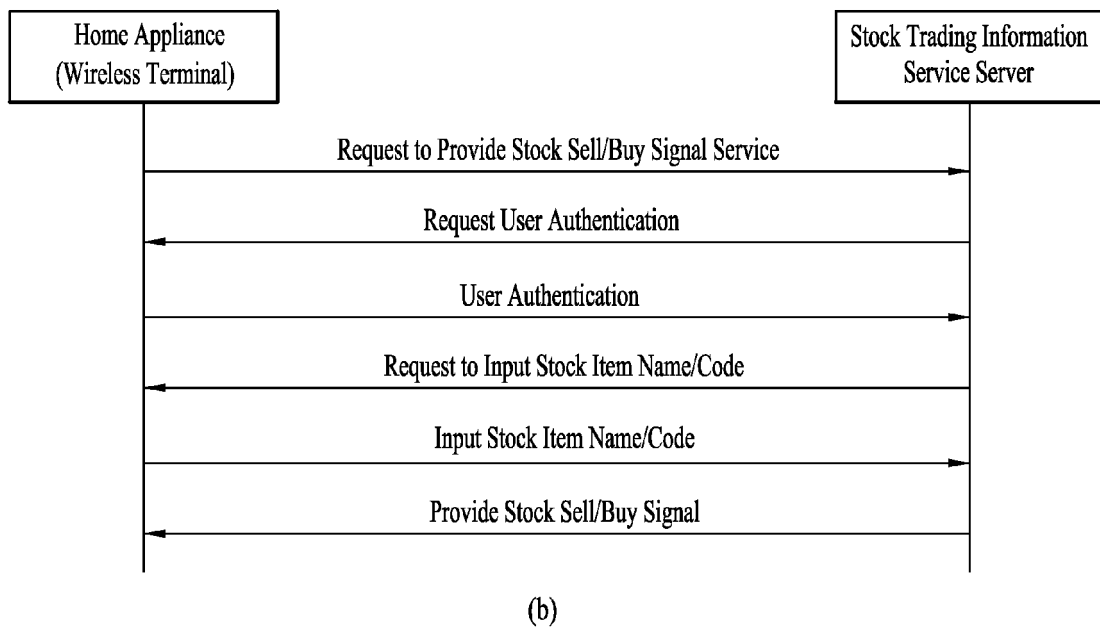 Home Appliance
(Wireless Terminal)
Stock Trading Information
Service Server
Request to Provide Stock Sell/Buy Signal Service
Request User Authentication
User Authentication
Request to Input Stock Item Name/Code
Input Stock Item Name/Code
Provide Stock Sell/Buy Signal
(b)